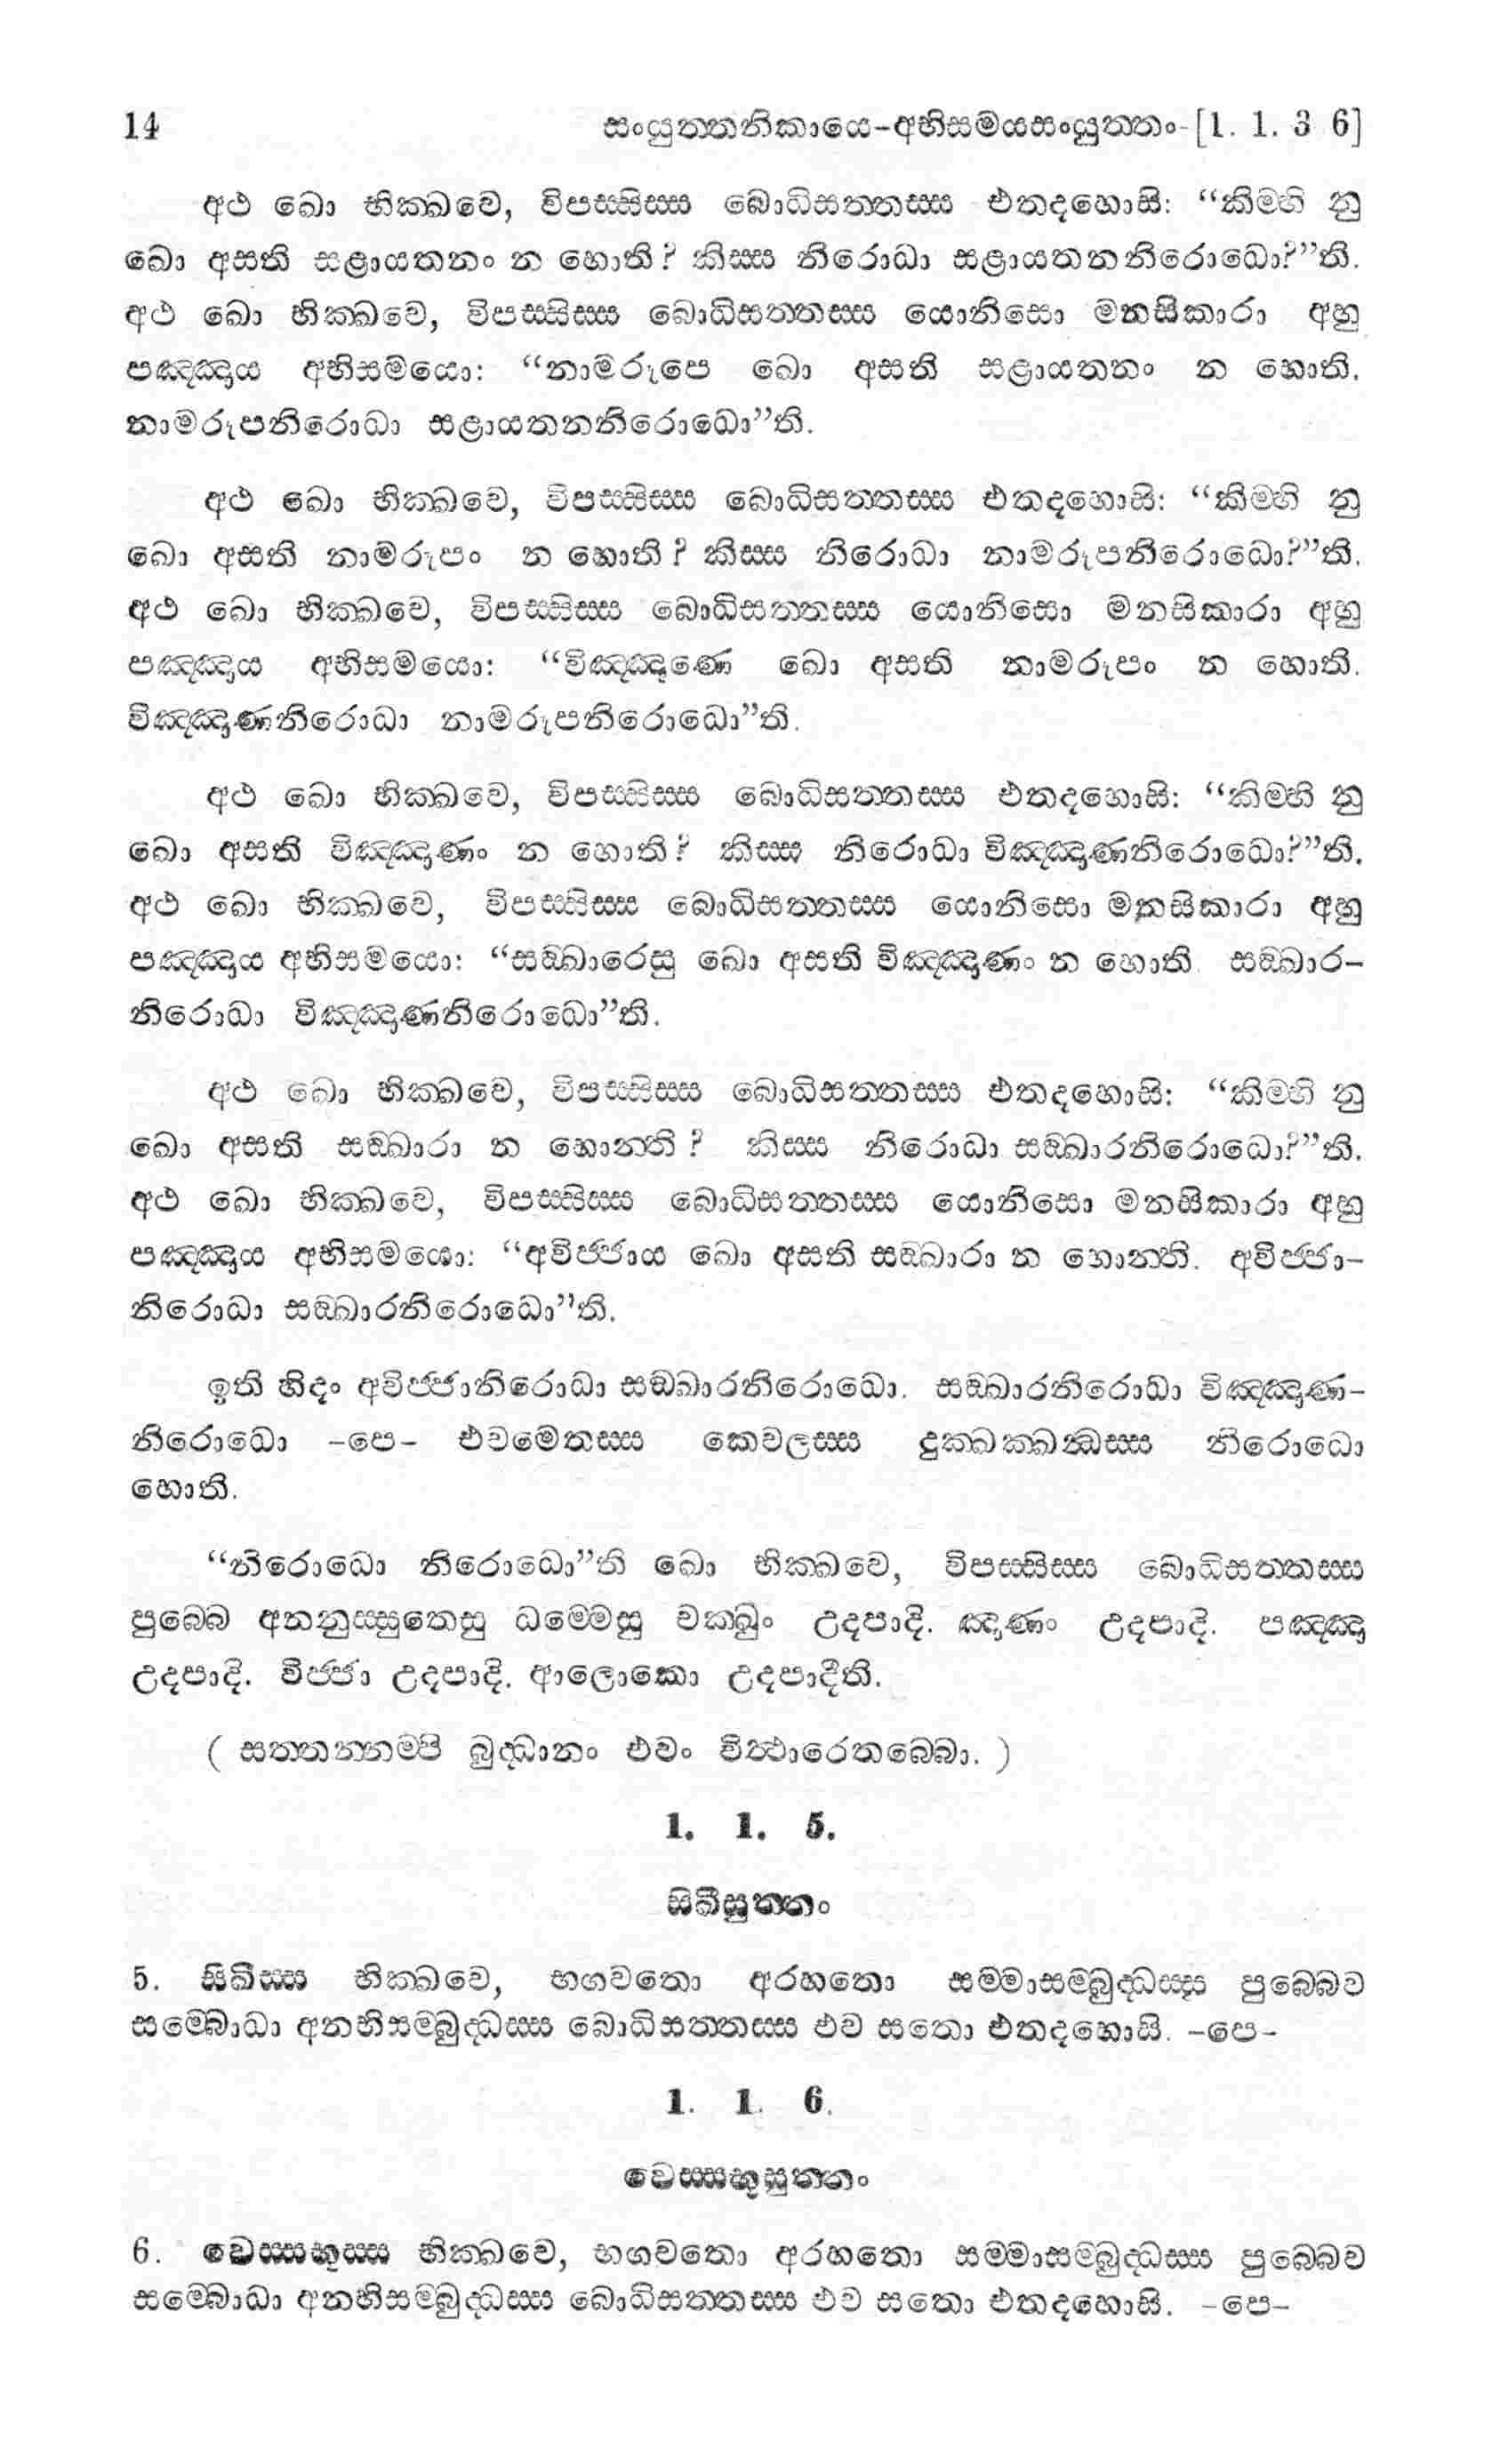 14 සංයුත්තනිකායෙ-අභිසමයසංයුත්තං-[1. 1. 3 6]
අථ ඛො භික්ඛවෙ, විපස්සිස්ස බොධිසත්තස්ස එතදහොසි: “කිම්හි නු
ඛො අසති සළායතනං න හොති? කිස්ස නිරොධා සළායතනනිරොධො?”ති.
අථ ඛො භික්ඛවෙ, විපස්සිස්ස බොධිසත්තස්ස යොනිසො මනසිකාරා අහු
පඤ්ඤාය අභිසමයො: “නාමරූපෙ ඛො අසති සළායතනං න හොති.
නාමරූපනිරොධා සළායතනනිරොධො”ති.
අථ ඛො භික්ඛවෙ, විපස්සිස්ස බොධිසත්තස්ස එතදහොසි: “කිම්හි නු
ඛො අසති නාමරූපං න හොති? කිස්ස නිරොධා නාමරූපනිරොධො?”ති.
අථ ඛො භික්ඛවෙ, විපස්සිස්ස බොධිසත්තස්ස යොනිසො මනසිකාරා අහු
පඤ්ඤාය අභිසමයො: “විඤ්ඤාණෙ ඛො අසති නාමරූපං න හොති.
විඤ්ඤාණනිරොධා නාමරූපනිරොධො”ති.
අථ ඛො භික්ඛවෙ, විපස්සිස්ස බොධිසත්තස්ස එතදහොසි: “කිම්හි නු
ඛො අසති විඤ්ඤාණං න හොති? කිස්ස නිරොධා විඤ්ඤාණනිරොධො?”ති.
අථ ඛො භික්ඛවෙ, විපස්සිස්ස බොධිසත්තස්ස යොනිසො මනසිකාරා අහු
පඤ්ඤාය අභිසමයො: “සඞ්ඛාරෙසු ඛො අසති විඤ්ඤාණං න හොති. සඞ්ඛාර-
නිරොධා විඤ්ඤාණනිරොධො”ති.
අථ ඛො භික්ඛවෙ, විපස්සිස්ස බොධිසත්තස්ස එතදහොසි: “කිම්හි නු
ඛො අසති සඞ්ඛාරා න හොන්ති? කිස්ස නිරොධා සඞ්ඛාරනිරොධො?”ති.
අථ ඛො භික්ඛවෙ, විපස්සිස්ස බොධිසත්තස්ස යොනිසො මනසිකාරා අහු
පඤ්ඤාය අභිසමයො: “අවිජ්ජාය ඛො අසති සඞ්ඛාරා න හොන්ති. අවිජ්ජා-
නිරොධා සඞ්ඛාරනිරොධො”ති.
ඉති හිදං අවිජ්ජානිරොධා සඞ්ඛාරනිරොධො. සඞ්ඛාරනිරොධා විඤ්ඤාණ-
නිරොධො -පෙ- එවමෙතස්ස කෙවලස්ස දුක්ඛක්ඛන්ධස්ස නිරොධො
හොති.
“නිරොධො නිරොධො”ති ඛො භික්ඛවෙ, විපස්සිස්ස බොධිසත්තස්ස
පුබ්බෙ අනනුස්සුතෙසු ධම්මෙසු චක්ඛුං උදපාදි. ඤාණං උදපාදි. පඤ්ඤා
උදපාදි. විජ්ජා උදපාදි. ආලොකො උදපාදීති.
( සත්තන්නම්පි බුද්ධානං එවං විත්ථාරෙතබ්බො. )
1. 1. 5.
සිඛීසුත්තං
5. සිඛිස්ස භික්ඛවෙ, භගවතො අරහතො සම්මාසම්බුද්ධස්ස පුබ්බෙව
සම්බොධා අනභිසම්බුද්ධස්ස බොධිසත්තස්ස එව සතො එතදහොසි. -පෙ-
1. 1. 6.
වෙස්සභූසුත්තං
6. වෙස්සභුස්ස භික්ඛවෙ, භගවතො අරහතො සම්මාසම්බුද්ධස්ස පුබ්බෙව
සම්බොධා අනභිසම්බුද්ධස්ස බොධිසත්තස්ස එව සතො එතදහොසි. -පෙ-